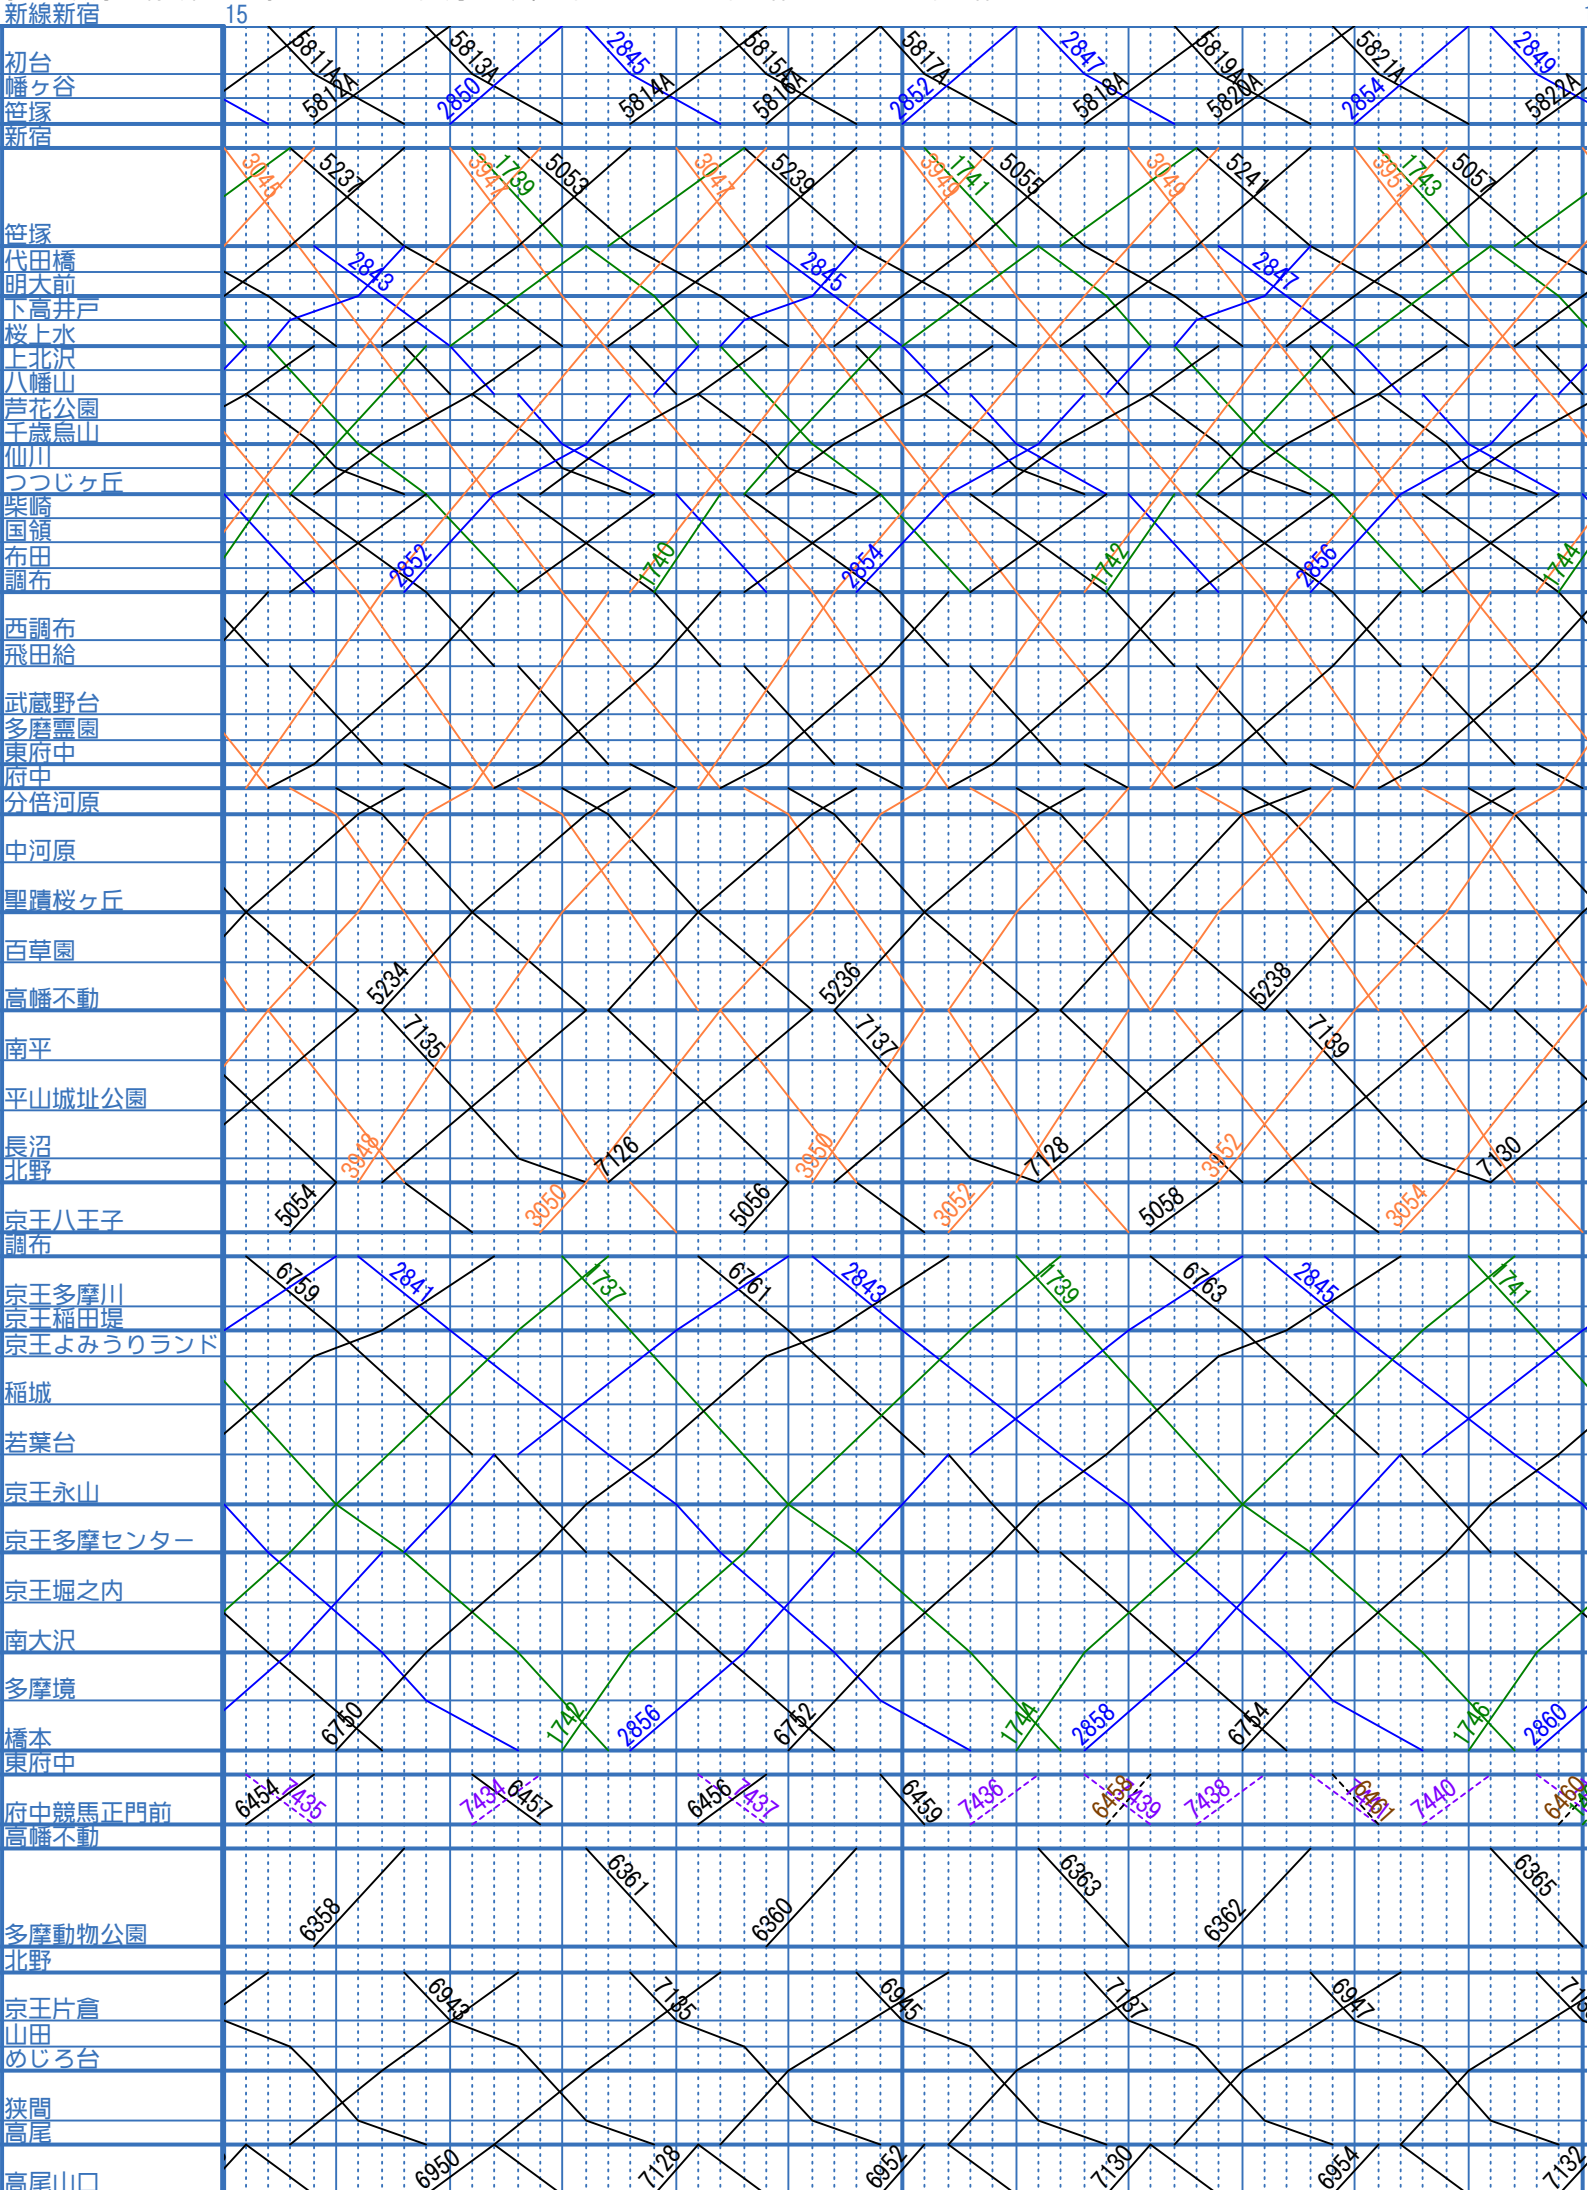 新線新宿 15
5811A 5813A 2845 5815A 5817A 2847 5819A 5821A 2849
初台
幡ヶ谷
笹塚
5812A 2850 5814A 5816A 2852 5818A 5820A 2854 5822A
新宿
3045 5237 3947 1739 5053 3047 5239 3949 1741 5055 3049 5241 3951 1743 5057
笹塚
代田橋
2843 2845 2847
明大前
下高井戸
桜上水
上北沢
八幡山
芦花公園
千歳烏山
仙川
つつじヶ丘
柴崎
国領
布田
2852 1740 2854 1742 2856 1744
調布
西調布
飛田給
武蔵野台
多磨霊園
東府中
府中
分倍河原
中河原
聖蹟桜ヶ丘
百草園
5234 5236 5238
高幡不動
7135 7137 7139
南平
平山城址公園
長沼
3948 7126 3950 7128 3952 7130
北野
5054 3050 5056 3052 5058 3054
京王八王子
調布
6759 2841 1737 6761 2843 1739 6763 2845 1741
京王多摩川
京王稲田堤
京王よみうりランド
稲城
若葉台
京王永山
京王多摩センター
京王堀之内
南大沢
多摩境
6750 1742 2856 6752 1744 2858 6754 1746 2860
橋本
東府中
6454 7435 7434 6457 6456 7437 6459 7436 6458 7439 7438 6461 7440 6460
府中競馬正門前
高幡不動
6361 6363 6365
6358 6360 6362
多摩動物公園
北野
6943 7135 6945 7137 6947
京王片倉
山田
めじろ台
狭間
高尾
6950 7128 6952 7130 6954 7132
高尾山口